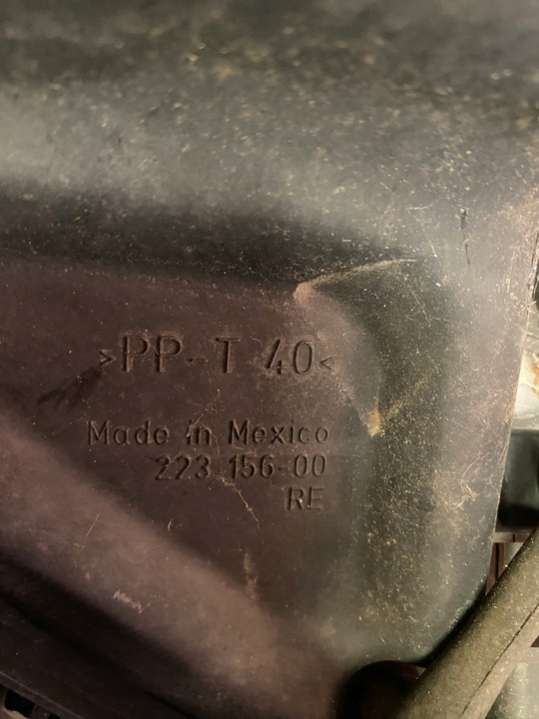 >PP-T 40<
Made in Mexico
223 156-00
RE